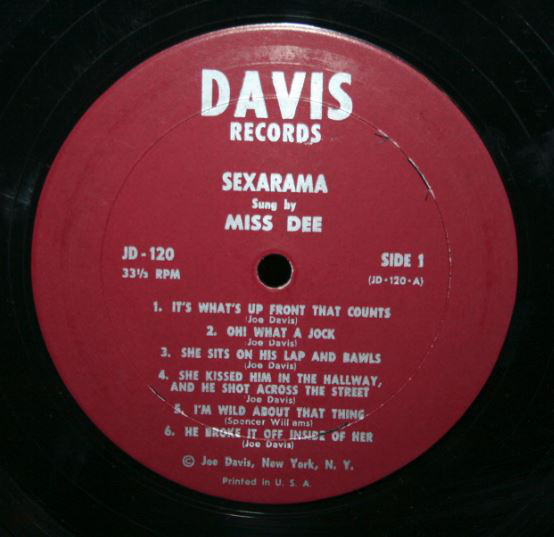 DAVIS
RECORDS
SEXARAMA
Sung by
MISS DEE
JD-120
33⅓ RPM
SIDE 1
(JD-120-A)
1. IT'S WHAT'S UP FRONT THAT COUNTS
(Joe Davis)
2. OH! WHAT A JOCK
(Joe Davis)
3. SHE SITS ON HIS LAP AND BAWLS
(Joe Davis)
4. SHE KISSED HIM IN THE HALLWAY,
AND HE SHOT ACROSS THE STREET
(Joe Davis)
5. I'M WILD ABOUT THAT THING
(Spencer Williams)
6. HE BROKE IT OFF INSIDE OF HER
(Joe Davis)
© Joe Davis, New York, N. Y.
Printed in U. S. A.